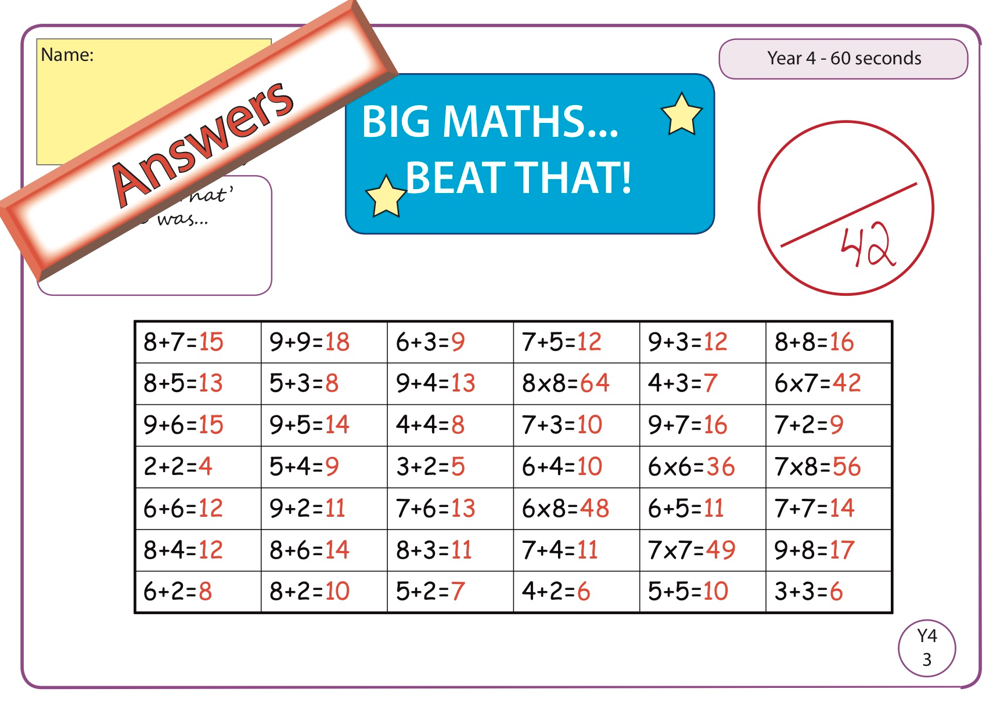 Name:
Answers
Year 4 - 60 seconds
BIG MATHS...
BEAT THAT!
was...
42
8+7=15 9+9=18 6+3=9 7+5=12 9+3=12 8+8=16
8+5=13 5+3=8 9+4=13 8x8=64 4+3=7 6x7=42
9+6=15 9+5=14 4+4=8 7+3=10 9+7=16 7+2=9
2+2=4 5+4=9 3+2=5 6+4=10 6x6=36 7x8=56
6+6=12 9+2=11 7+6=13 6x8=48 6+5=11 7+7=14
8+4=12 8+6=14 8+3=11 7+4=11 7x7=49 9+8=17
6+2=8 8+2=10 5+2=7 4+2=6 5+5=10 3+3=6
Y4
3